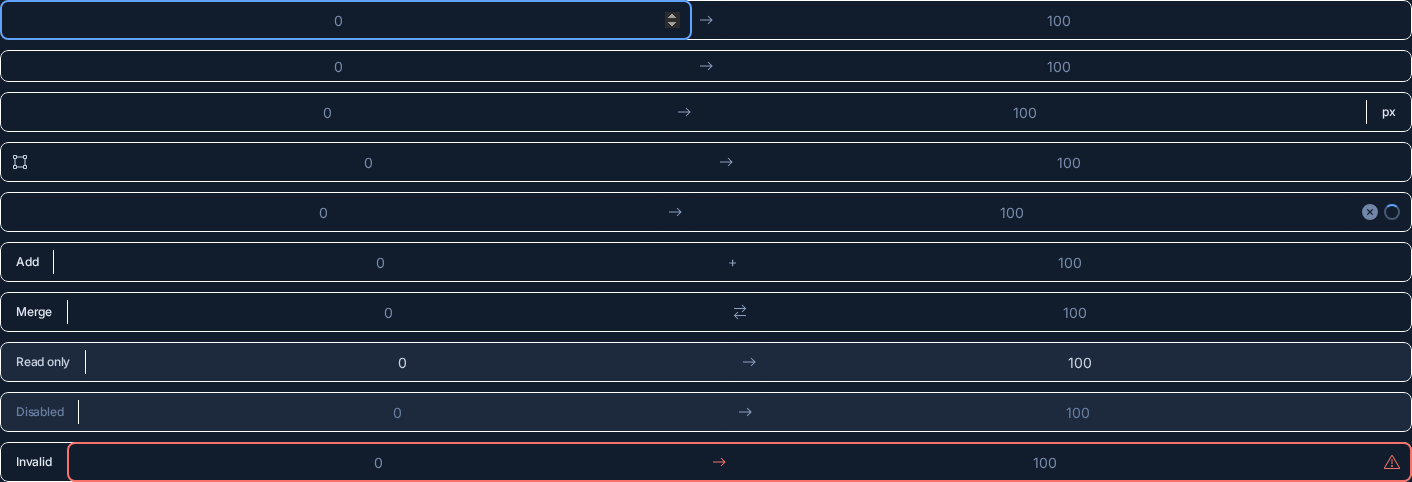 0 → 100
0 → 100
0 → 100 px
0 → 100
0 → 100
Add 0 + 100
Merge 0 ⇄ 100
Read only 0 → 100
Disabled 0 → 100
Invalid 0 → 100